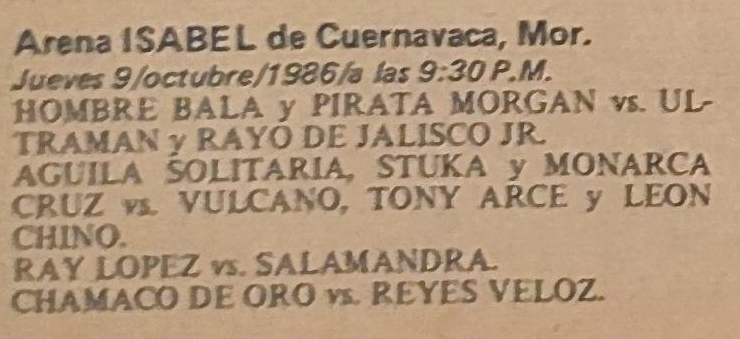 Arena ISABEL de Cuernavaca, Mor.
Jueves 9/octubre/1986/a las 9:30 P.M.
HOMBRE BALA y PIRATA MORGAN vs. UL-
TRAMAN y RAYO DE JALISCO JR.
AGUILA SOLITARIA, STUKA y MONARCA
CRUZ vs. VULCANO, TONY ARCE y LEON
CHINO.
RAY LOPEZ vs. SALAMANDRA.
CHAMACO DE ORO vs. REYES VELOZ.